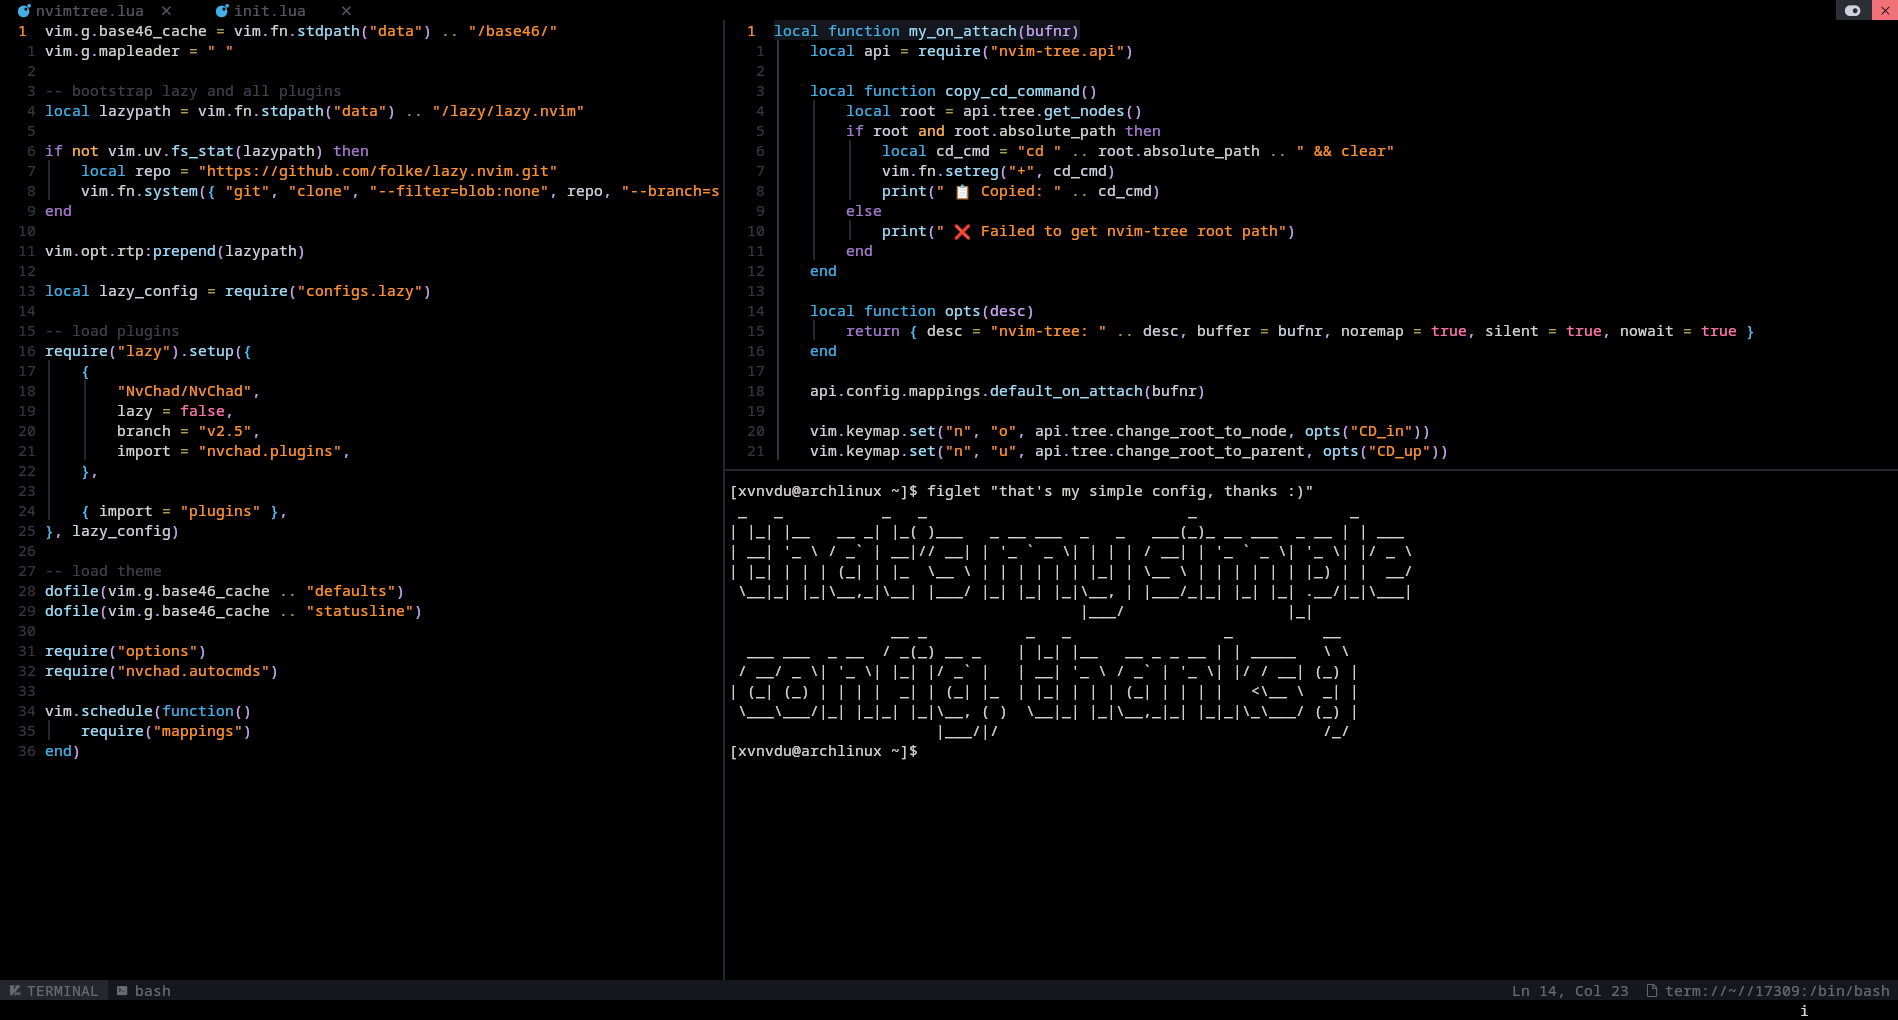 nvimtree.lua ✕ init.lua ✕
1 vim.g.base46_cache = vim.fn.stdpath("data") .. "/base46/"
1 vim.g.mapleader = " "
2
3 -- bootstrap lazy and all plugins
4 local lazypath = vim.fn.stdpath("data") .. "/lazy/lazy.nvim"
5
6 if not vim.uv.fs_stat(lazypath) then
7     local repo = "https://github.com/folke/lazy.nvim.git"
8     vim.fn.system({ "git", "clone", "--filter=blob:none", repo, "--branch=s
9 end
10
11 vim.opt.rtp:prepend(lazypath)
12
13 local lazy_config = require("configs.lazy")
14
15 -- load plugins
16 require("lazy").setup({
17     {
18         "NvChad/NvChad",
19         lazy = false,
20         branch = "v2.5",
21         import = "nvchad.plugins",
22     },
23
24     { import = "plugins" },
25 }, lazy_config)
26
27 -- load theme
28 dofile(vim.g.base46_cache .. "defaults")
29 dofile(vim.g.base46_cache .. "statusline")
30
31 require("options")
32 require("nvchad.autocmds")
33
34 vim.schedule(function()
35     require("mappings")
36 end)
1 local function my_on_attach(bufnr)
1     local api = require("nvim-tree.api")
2
3     local function copy_cd_command()
4         local root = api.tree.get_nodes()
5         if root and root.absolute_path then
6             local cd_cmd = "cd " .. root.absolute_path .. " && clear"
7             vim.fn.setreg("+", cd_cmd)
8             print(" 📋 Copied: " .. cd_cmd)
9         else
10             print(" ❌ Failed to get nvim-tree root path")
11         end
12     end
13
14     local function opts(desc)
15         return { desc = "nvim-tree: " .. desc, buffer = bufnr, noremap = true, silent = true, nowait = true }
16     end
17
18     api.config.mappings.default_on_attach(bufnr)
19
20     vim.keymap.set("n", "o", api.tree.change_root_to_node, opts("CD_in"))
21     vim.keymap.set("n", "u", api.tree.change_root_to_parent, opts("CD_up"))
[xvnvdu@archlinux ~]$ figlet "that's my simple config, thanks :)"
that's my simple
config, thanks :)
[xvnvdu@archlinux ~]$
TERMINAL bash Ln 14, Col 23 term://~//17309:/bin/bash
i